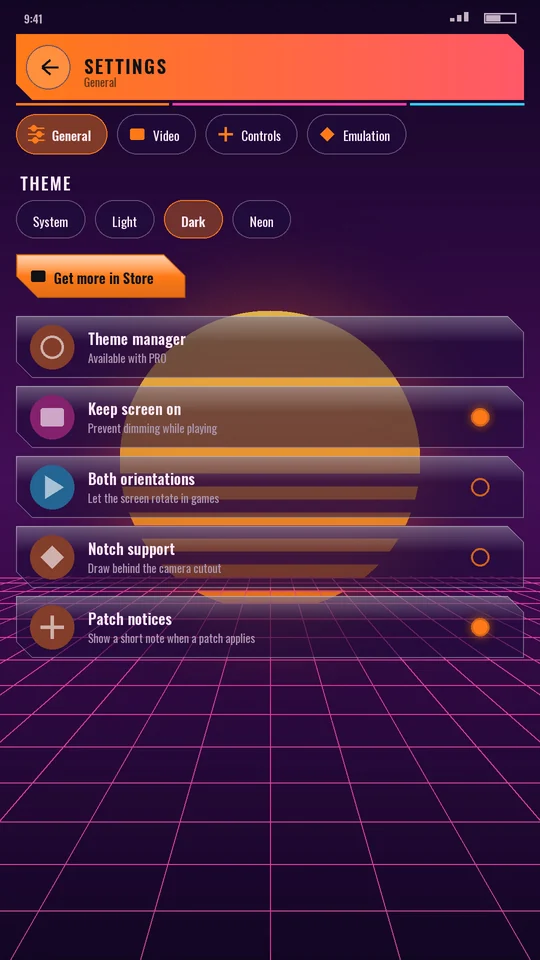 9:41
SETTINGS
General
General
Video
Controls
Emulation
THEME
System
Light
Dark
Neon
Get more in Store
Theme manager
Available with PRO
Keep screen on
Prevent dimming while playing
Both orientations
Let the screen rotate in games
Notch support
Draw behind the camera cutout
Patch notices
Show a short note when a patch applies